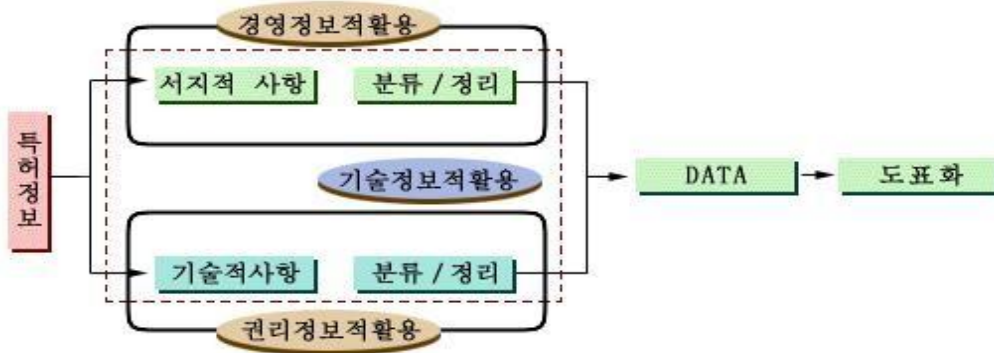 경영정보적활용
서지적 사항
분류 / 정리
특허정보
기술정보적활용
DATA
도표화
기술적사항
분류 / 정리
권리정보적활용